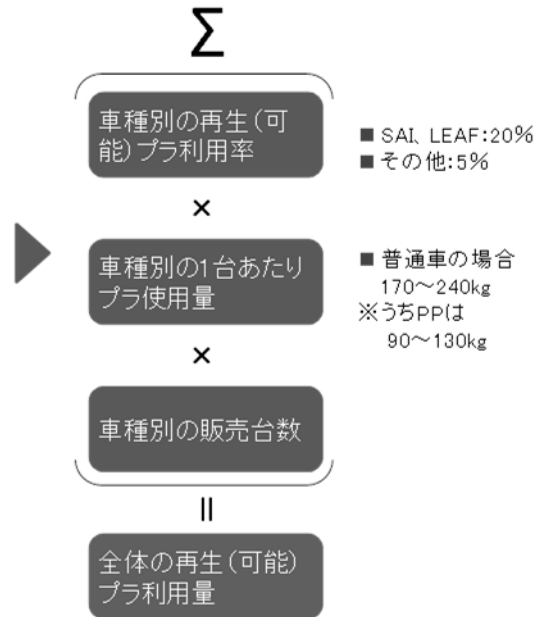 Σ
車種別の再生(可
能)プラ利用率
■ SAI、LEAF:20%
■ その他:5%
×
車種別の1台あたり
プラ使用量
■ 普通車の場合
170～240kg
※うちPPは
90～130kg
×
車種別の販売台数
=
全体の再生(可能)
プラ利用量